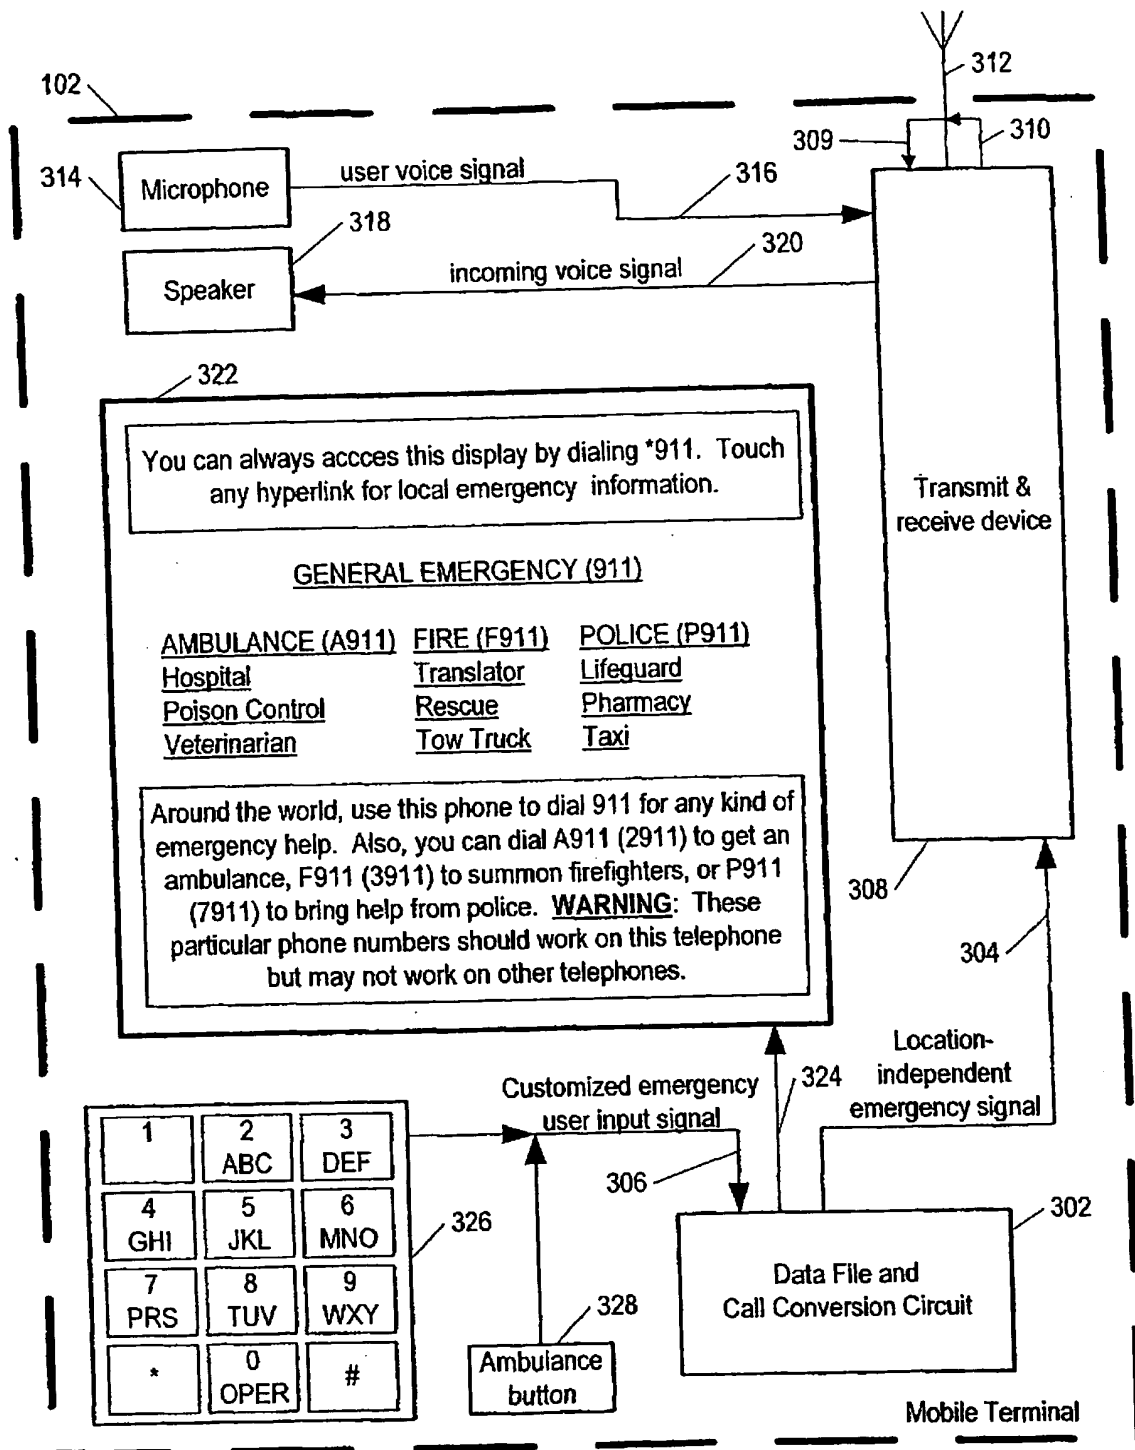 312
102
309
310
314
Microphone
user voice signal
316
318
320
Speaker
incoming voice signal
322
You can always accces this display by dialing *911. Touch
any hyperlink for local emergency information.
Transmit &
receive device
GENERAL EMERGENCY (911)
AMBULANCE (A911) FIRE (F911) POLICE (P911)
Hospital Translator Lifeguard
Poison Control Rescue Pharmacy
Veterinarian Tow Truck Taxi
Around the world, use this phone to dial 911 for any kind of
emergency help. Also, you can dial A911 (2911) to get an
ambulance, F911 (3911) to summon firefighters, or P911
(7911) to bring help from police. WARNING: These
particular phone numbers should work on this telephone
but may not work on other telephones.
308
304
Location-
independent
emergency signal
324
Customized emergency
user input signal
306
302
Data File and
Call Conversion Circuit
1 2 3
ABC DEF
4 5 6
GHI JKL MNO
326
7 8 9
PRS TUV WXY
* 0 #
OPER
328
Ambulance
button
Mobile Terminal